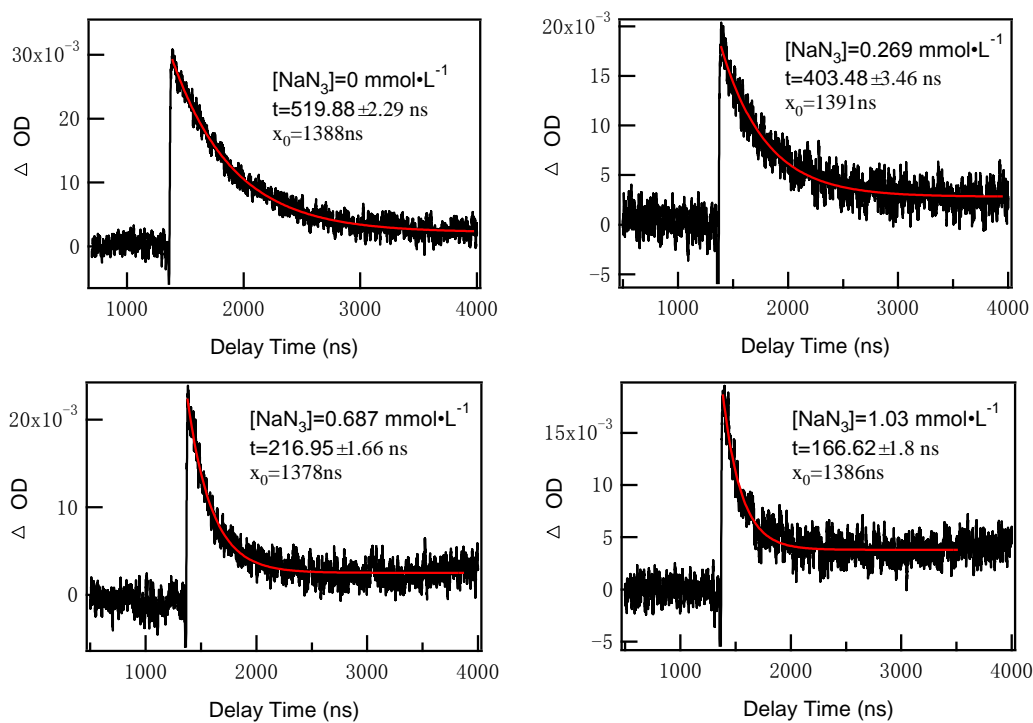 30x10⁻³
20
10
0
△ OD
[NaN₃]=0 mmol•L⁻¹
t=519.88±2.29 ns
x₀=1388ns
1000 2000 3000 4000
Delay Time (ns)
20x10⁻³
15
10
5
0
−5
△ OD
[NaN₃]=0.269 mmol•L⁻¹
t=403.48±3.46 ns
x₀=1391ns
1000 2000 3000 4000
Delay Time (ns)
20x10⁻³
10
0
△ OD
[NaN₃]=0.687 mmol•L⁻¹
t=216.95±1.66 ns
x₀=1378ns
1000 2000 3000 4000
Delay Time (ns)
15x10⁻³
10
5
0
−5
△ OD
[NaN₃]=1.03 mmol•L⁻¹
t=166.62±1.8 ns
x₀=1386ns
1000 2000 3000 4000
Delay Time (ns)